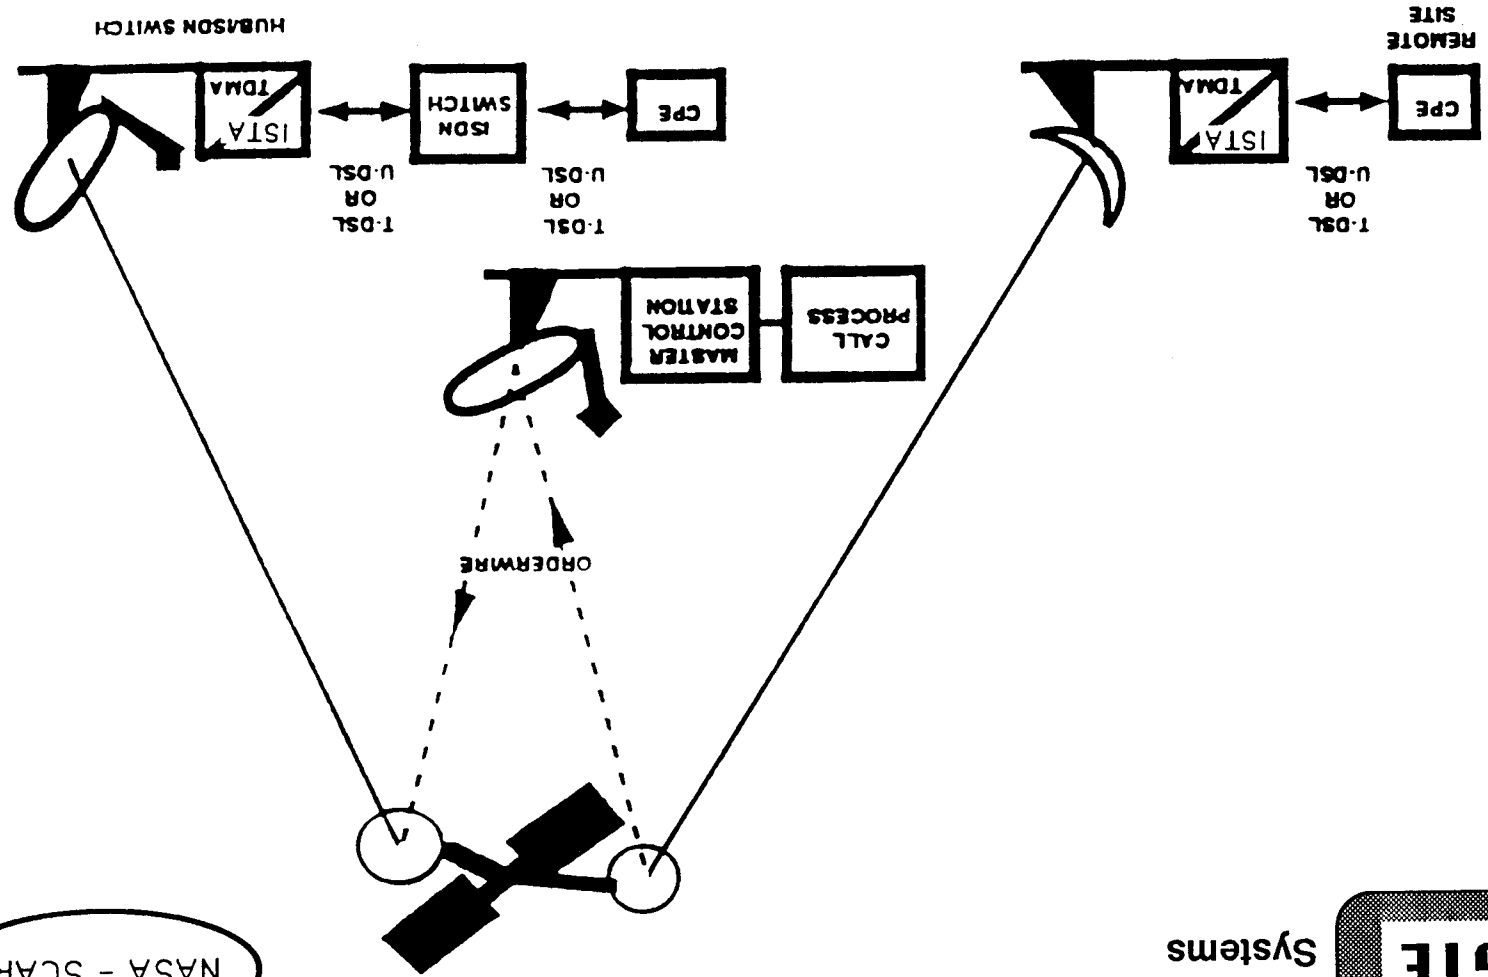 Systems
NASA - SCAR
ORDERWIRE
CALL
PROCESS
MASTER
CONTROL
STATION
T-DSL
OR
U-DSL
T-DSL
OR
U-DSL
T-DSL
OR
U-DSL
CPE
ISTA
TDMA
CPE
ISDN
SWITCH
ISTA
TDMA
REMOTE
SITE
HUB/ISDN SWITCH